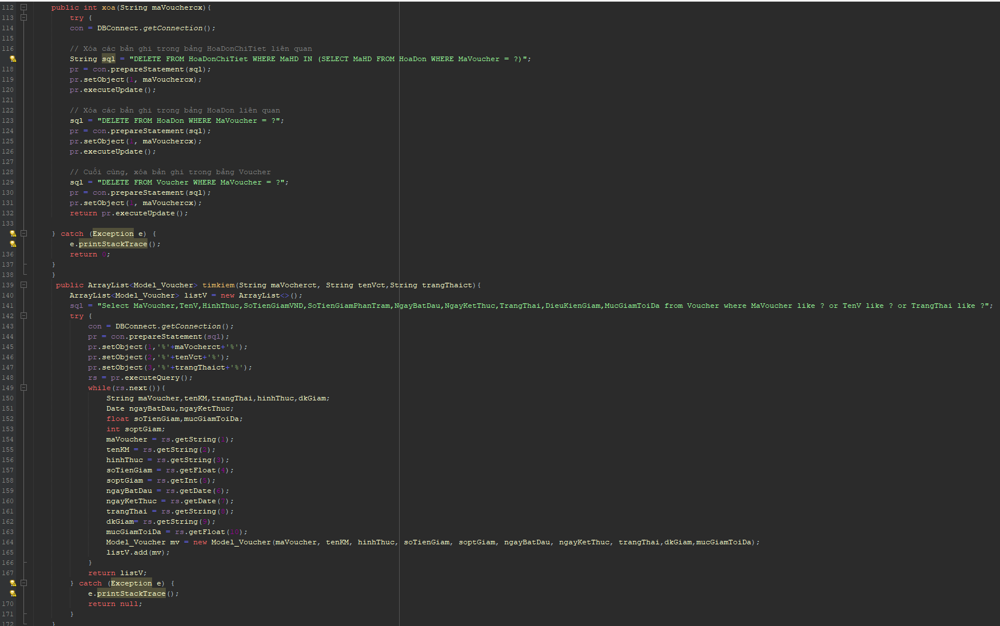 112 public int xoa(String maVouchercx){
113 try {
114 con = DBConnect.getConnection();
115
116 // Xóa các bản ghi trong bảng HoaDonChiTiet liên quan
String sql = "DELETE FROM HoaDonChiTiet WHERE MaHD IN (SELECT MaHD FROM HoaDon WHERE MaVoucher = ?)";
118 pr = con.prepareStatement(sql);
119 pr.setObject(1, maVouchercx);
120 pr.executeUpdate();
121
122 // Xóa các bản ghi trong bảng HoaDon liên quan
123 sql = "DELETE FROM HoaDon WHERE MaVoucher = ?";
124 pr = con.prepareStatement(sql);
125 pr.setObject(1, maVouchercx);
126 pr.executeUpdate();
127
128 // Cuối cùng, xóa bản ghi trong bảng Voucher
129 sql = "DELETE FROM Voucher WHERE MaVoucher = ?";
130 pr = con.prepareStatement(sql);
131 pr.setObject(1, maVouchercx);
132 return pr.executeUpdate();
133
} catch (Exception e) {
e.printStackTrace();
136 return 0;
137 }
138 }
139 public ArrayList<Model_Voucher> timkiem(String maVocherct, String tenVct,String trangThaict){
140 ArrayList<Model_Voucher> listV = new ArrayList<>();
141 sql = "Select MaVoucher,TenV,HinhThuc,SoTienGiamVND,SoTienGiamPhanTram,NgayBatDau,NgayKetThuc,TrangThai,DieuKienGiam,MucGiamToiDa from Voucher where MaVoucher like ? or TenV like ? or TrangThai like ?";
142 try {
143 con = DBConnect.getConnection();
144 pr = con.prepareStatement(sql);
145 pr.setObject(1,'%'+maVocherct+'%');
146 pr.setObject(2,'%'+tenVct+'%');
147 pr.setObject(3,'%'+trangThaict+'%');
148 rs = pr.executeQuery();
149 while(rs.next()){
150 String maVoucher,tenKM,trangThai,hinhThuc,dkGiam;
151 Date ngayBatDau,ngayKetThuc;
152 float soTienGiam,mucGiamToiDa;
153 int soptGiam;
154 maVoucher = rs.getString(1);
155 tenKM = rs.getString(2);
156 hinhThuc = rs.getString(3);
157 soTienGiam = rs.getFloat(4);
158 soptGiam = rs.getInt(5);
159 ngayBatDau = rs.getDate(6);
160 ngayKetThuc = rs.getDate(7);
161 trangThai = rs.getString(8);
162 dkGiam= rs.getString(9);
163 mucGiamToiDa = rs.getFloat(10);
164 Model_Voucher mv = new Model_Voucher(maVoucher, tenKM, hinhThuc, soTienGiam, soptGiam, ngayBatDau, ngayKetThuc, trangThai,dkGiam,mucGiamToiDa);
165 listV.add(mv);
166 }
167 return listV;
} catch (Exception e) {
e.printStackTrace();
170 return null;
171 }
172 }